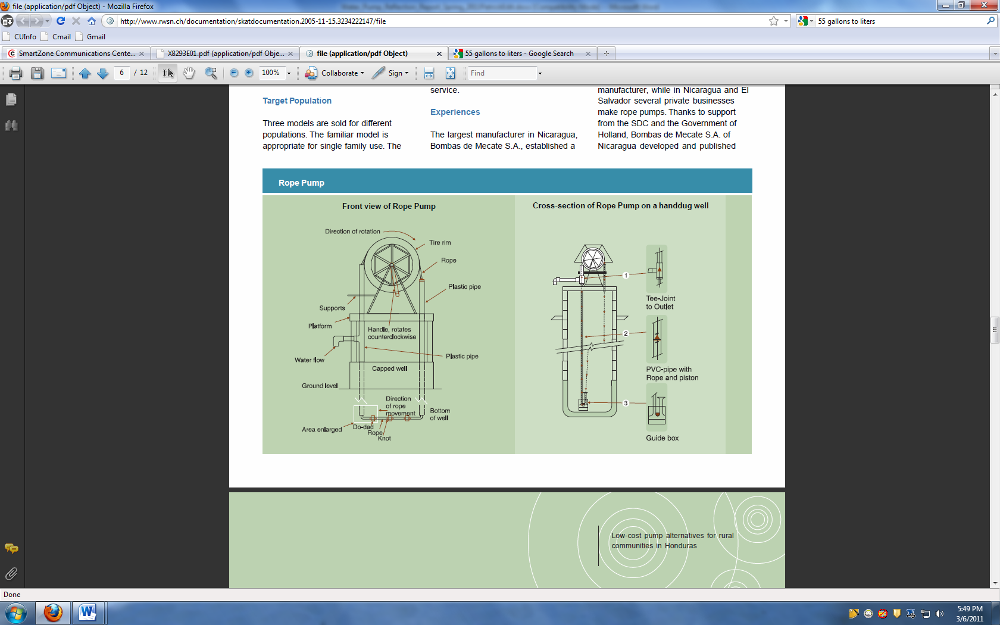 file (application/pdf Object) - Mozilla Firefox
http://www.rwsn.ch/documentation/skatdocumentation.2005-11-15.3234222147/file
55 gallons to liters
CUInfo
Cmail
Gmail
SmartZone Communications Cente...
X8293E01.pdf (application/pdf Obje...
file (application/pdf Object)
55 gallons to liters - Google Search
6 / 12
100%
Collaborate
Sign
Find
Target Population
Three models are sold for different
populations. The familiar model is
appropriate for single family use. The
service.
Experiences
The largest manufacturer in Nicaragua,
Bombas de Mecate S.A., established a
manufacturer, while in Nicaragua and El
Salvador several private businesses
make rope pumps. Thanks to support
from the SDC and the Government of
Holland, Bombas de Mecate S.A. of
Nicaragua developed and published
Rope Pump
Front view of Rope Pump
Direction of rotation
Tire rim
Rope
Plastic pipe
Supports
Platform
Handle, rotates
counterclockwise
Water flow
Plastic pipe
Capped well
Ground level
Direction
of rope
movement
Bottom
of well
Area enlarged
Do-dad
Rope
Knot
Cross-section of Rope Pump on a handdug well
1
Tee-Joint
to Outlet
2
PVC-pipe with
Rope and piston
3
Guide box
Low-cost pump alternatives for rural
communities in Honduras
Done
5:49 PM
3/6/2011